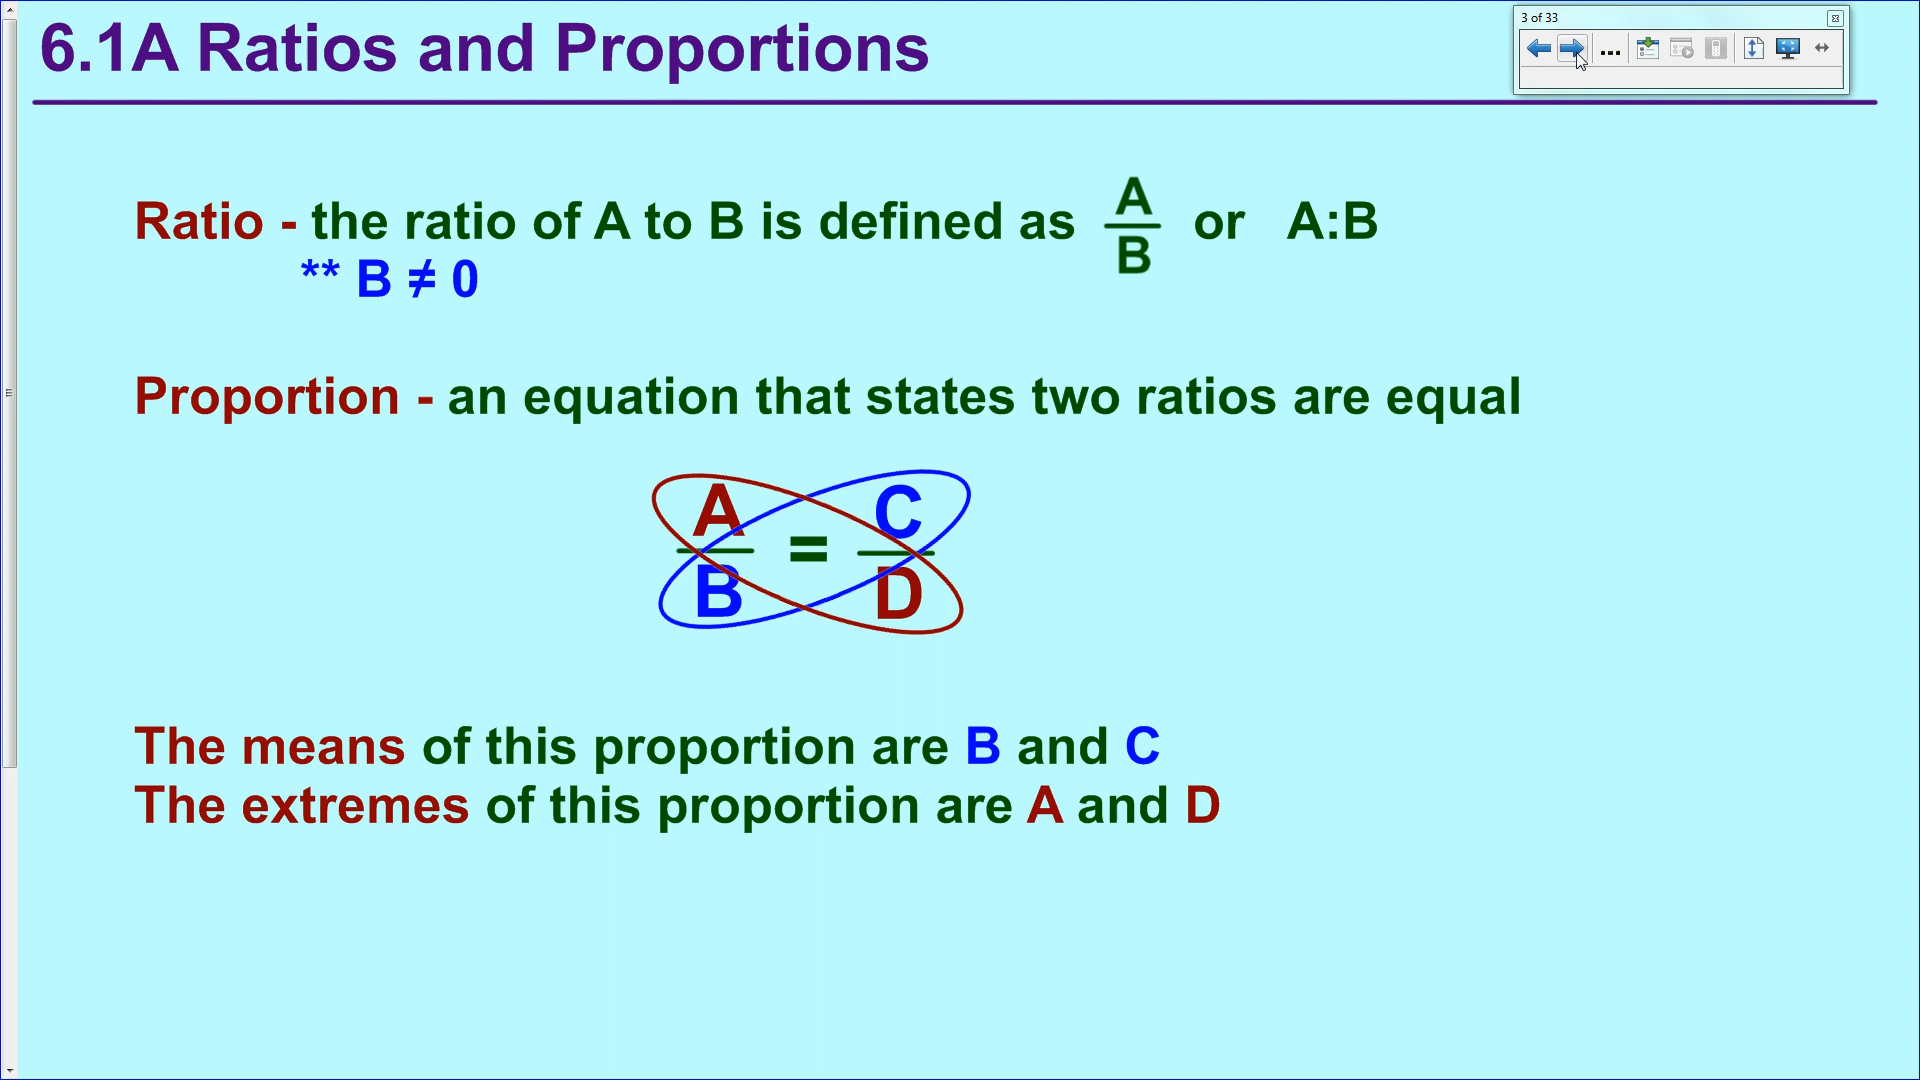 6.1A Ratios and Proportions
3 of 33
Ratio - the ratio of A to B is defined as A/B or A:B
** B ≠ 0
Proportion - an equation that states two ratios are equal
A/B = C/D
The means of this proportion are B and C
The extremes of this proportion are A and D